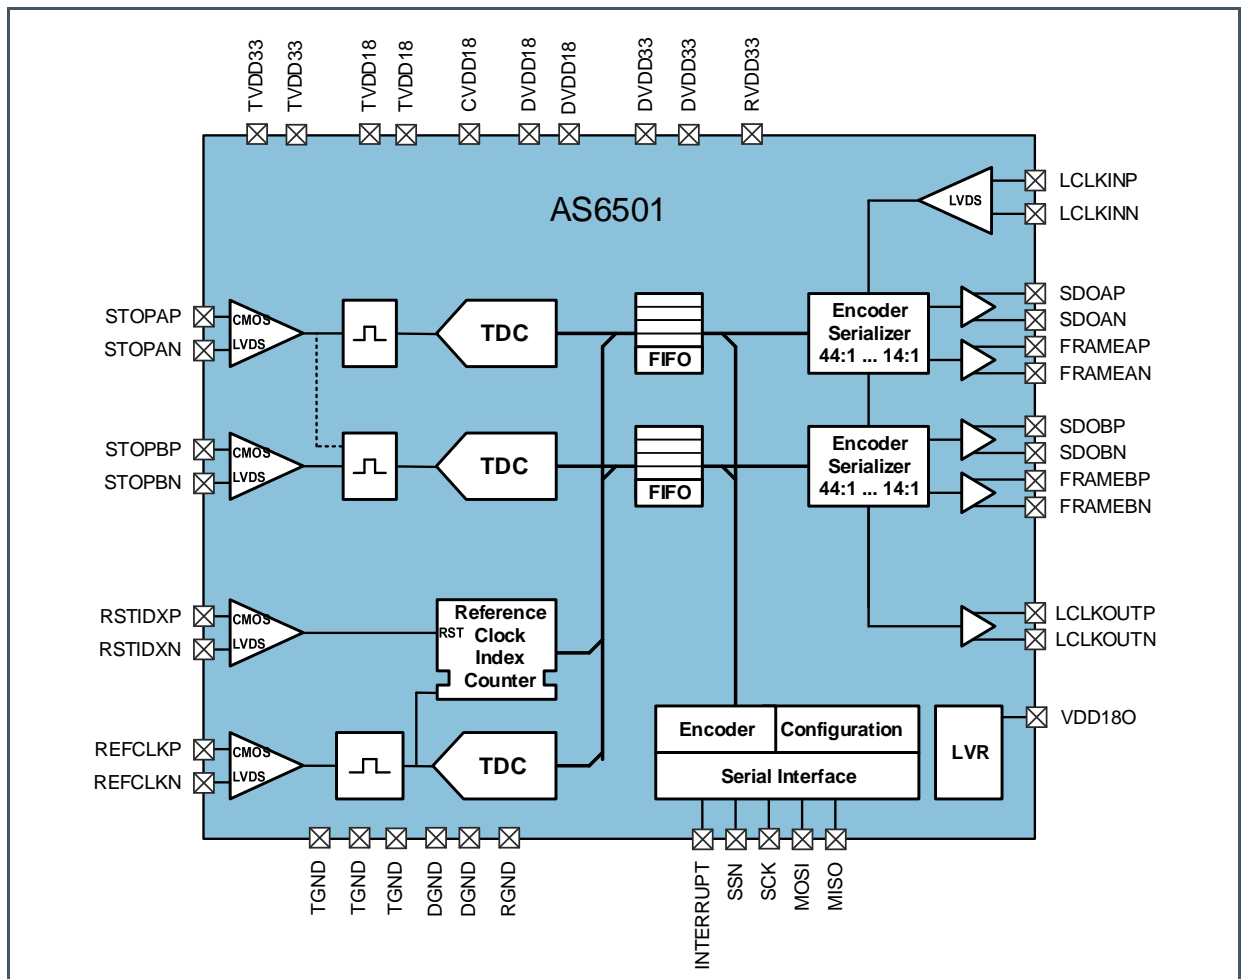 TVDD33
TVDD33
TVDD18
TVDD18
CVDD18
DVDD18
DVDD18
DVDD33
DVDD33
RVDD33
AS6501
LVDS
LCLKINP
LCLKINN
STOPAP
STOPAN
CMOS
LVDS
TDC
FIFO
Encoder
Serializer
44:1 ... 14:1
SDOAP
SDOAN
FRAMEAP
FRAMEAN
STOPBP
STOPBN
CMOS
LVDS
TDC
FIFO
Encoder
Serializer
44:1 ... 14:1
SDOBP
SDOBN
FRAMEBP
FRAMEBN
RSTIDXP
RSTIDXN
CMOS
LVDS
RST
Reference
Clock
Index
Counter
LCLKOUTP
LCLKOUTN
REFCLKP
REFCLKN
CMOS
LVDS
TDC
Encoder
Configuration
Serial Interface
LVR
VDD18O
TGND
TGND
TGND
DGND
DGND
RGND
INTERRUPT
SSN
SCK
MOSI
MISO